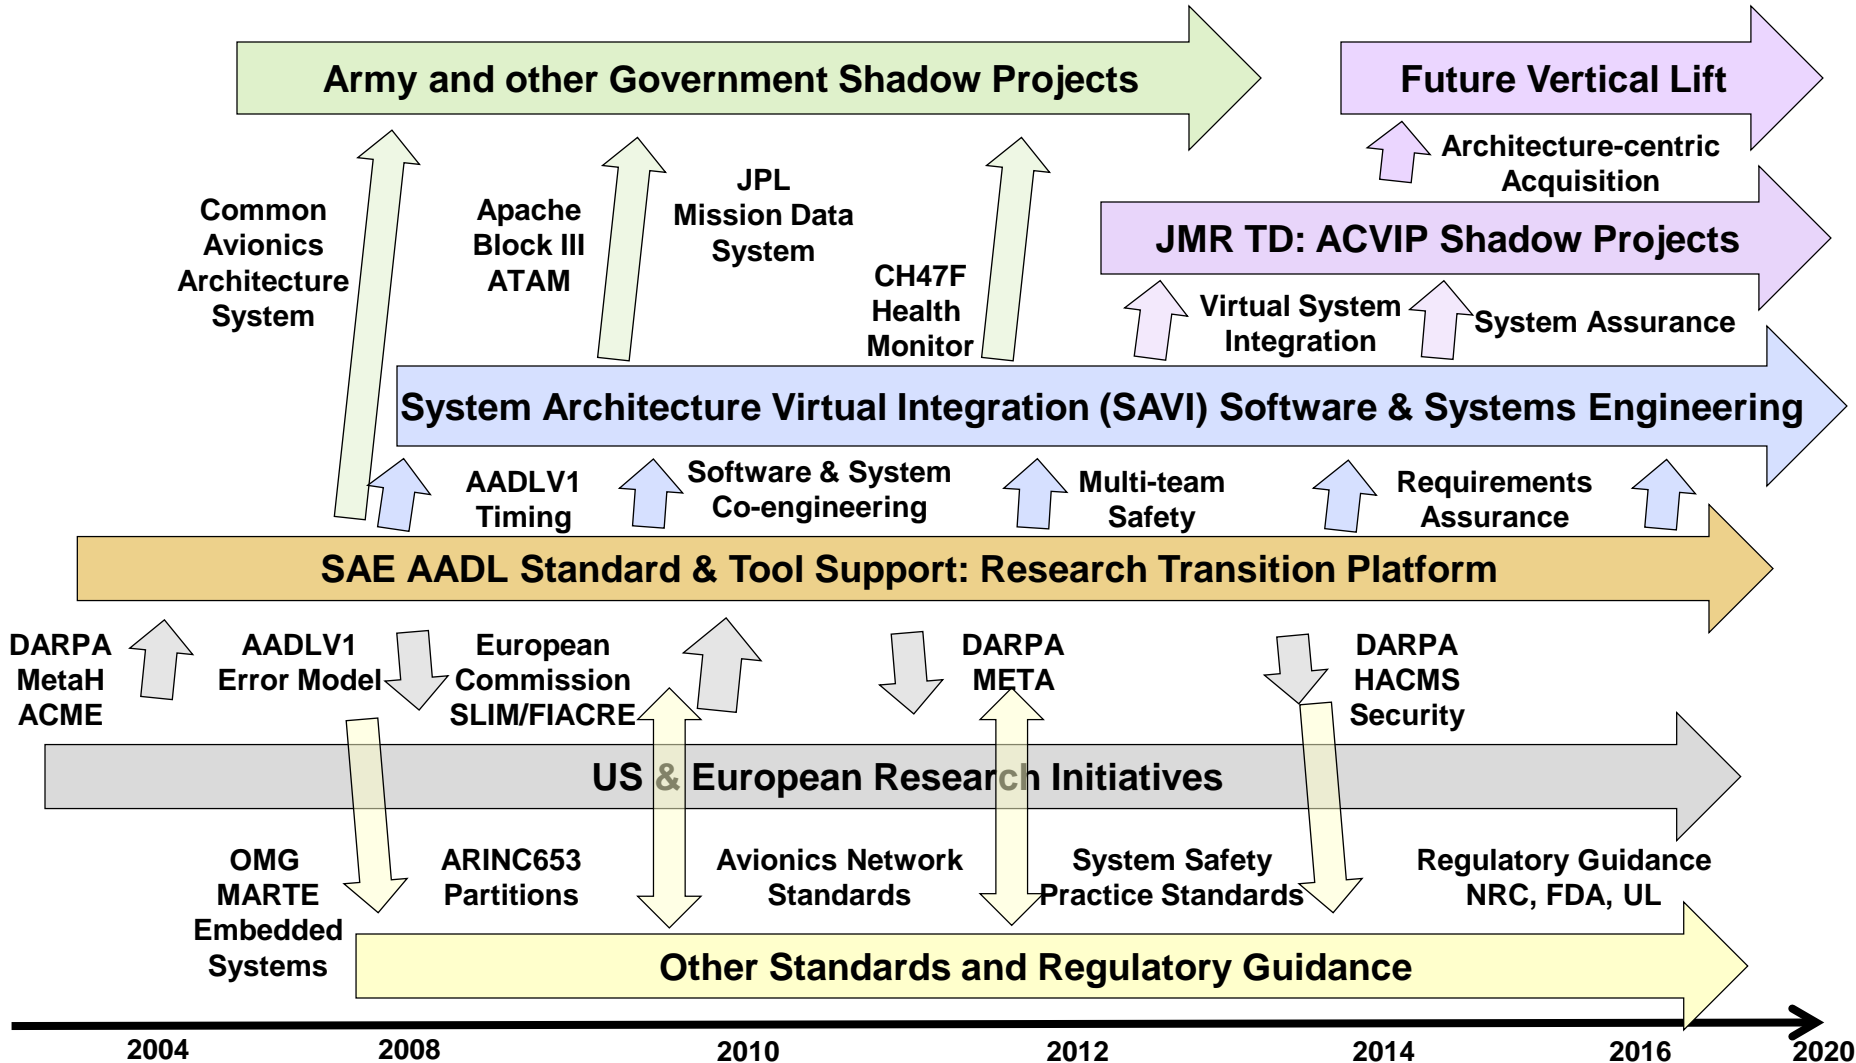 Army and other Government Shadow Projects
Future Vertical Lift
Architecture-centric
Acquisition
Common
Avionics
Architecture
System
Apache
Block III
ATAM
JPL
Mission Data
System
CH47F
Health
Monitor
JMR TD: ACVIP Shadow Projects
Virtual System
Integration
System Assurance
System Architecture Virtual Integration (SAVI) Software & Systems Engineering
AADLV1
Timing
Software & System
Co-engineering
Multi-team
Safety
Requirements
Assurance
SAE AADL Standard & Tool Support: Research Transition Platform
DARPA
MetaH
ACME
AADLV1
Error Model
European
Commission
SLIM/FIACRE
DARPA
META
DARPA
HACMS
Security
US & European Research Initiatives
OMG
MARTE
Embedded
Systems
ARINC653
Partitions
Avionics Network
Standards
System Safety
Practice Standards
Regulatory Guidance
NRC, FDA, UL
Other Standards and Regulatory Guidance
2004
2008
2010
2012
2014
2016
2020